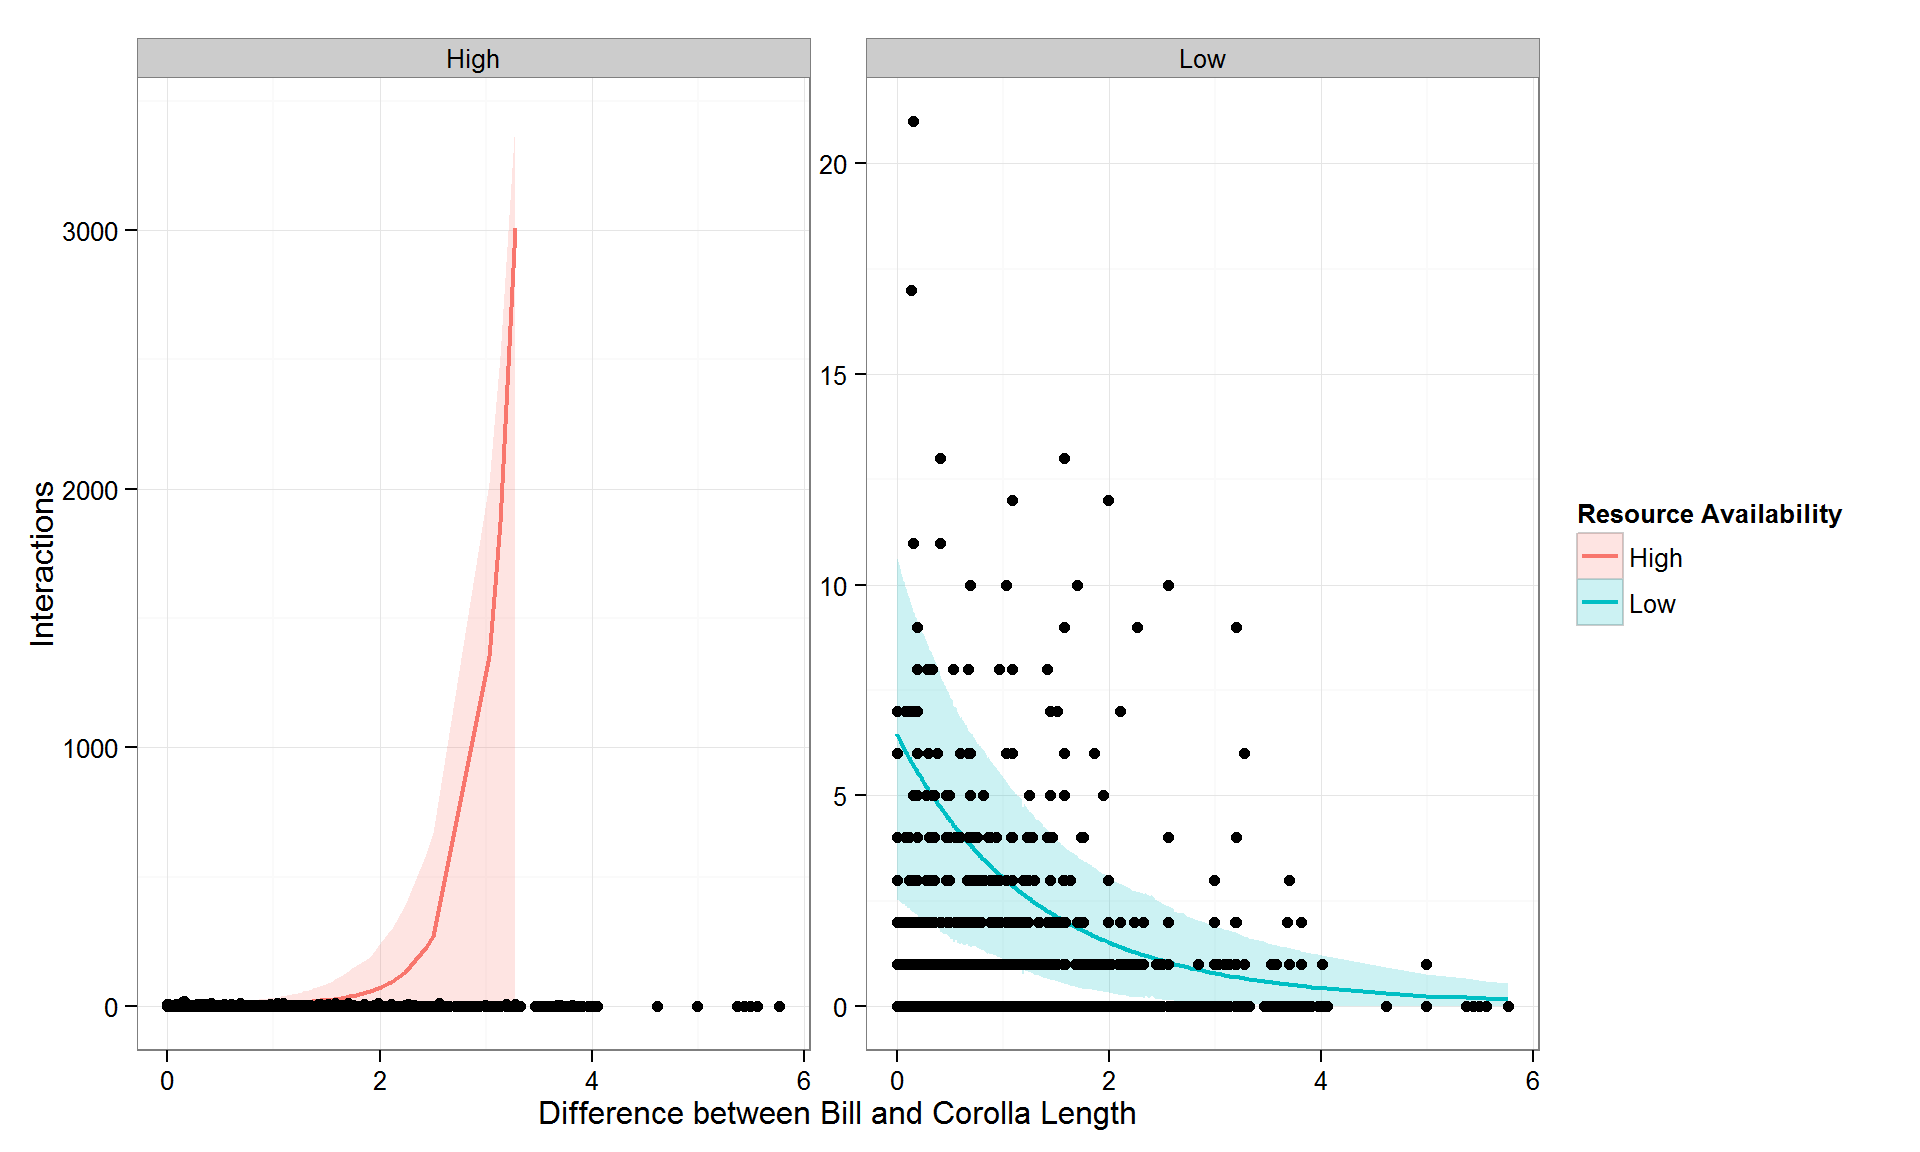 High
Low
3000
2000
1000
0
20
15
10
5
0
0
2
4
6
0
2
4
6
Interactions
Difference between Bill and Corolla Length
Resource Availability
High
Low